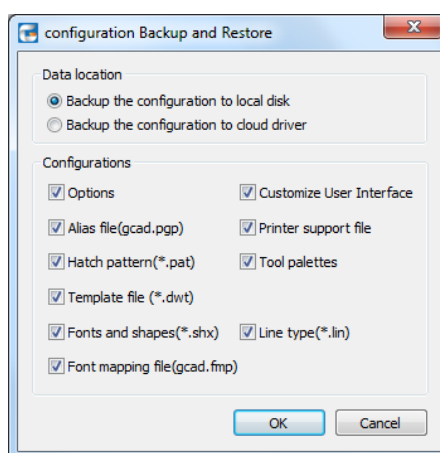 configuration Backup and Restore
Data location
Backup the configuration to local disk
Backup the configuration to cloud driver
Configurations
Options Customize User Interface
Alias file(gcad.pgp) Printer support file
Hatch pattern(*.pat) Tool palettes
Template file (*.dwt)
Fonts and shapes(*.shx) Line type(*.lin)
Font mapping file(gcad.fmp)
OK Cancel